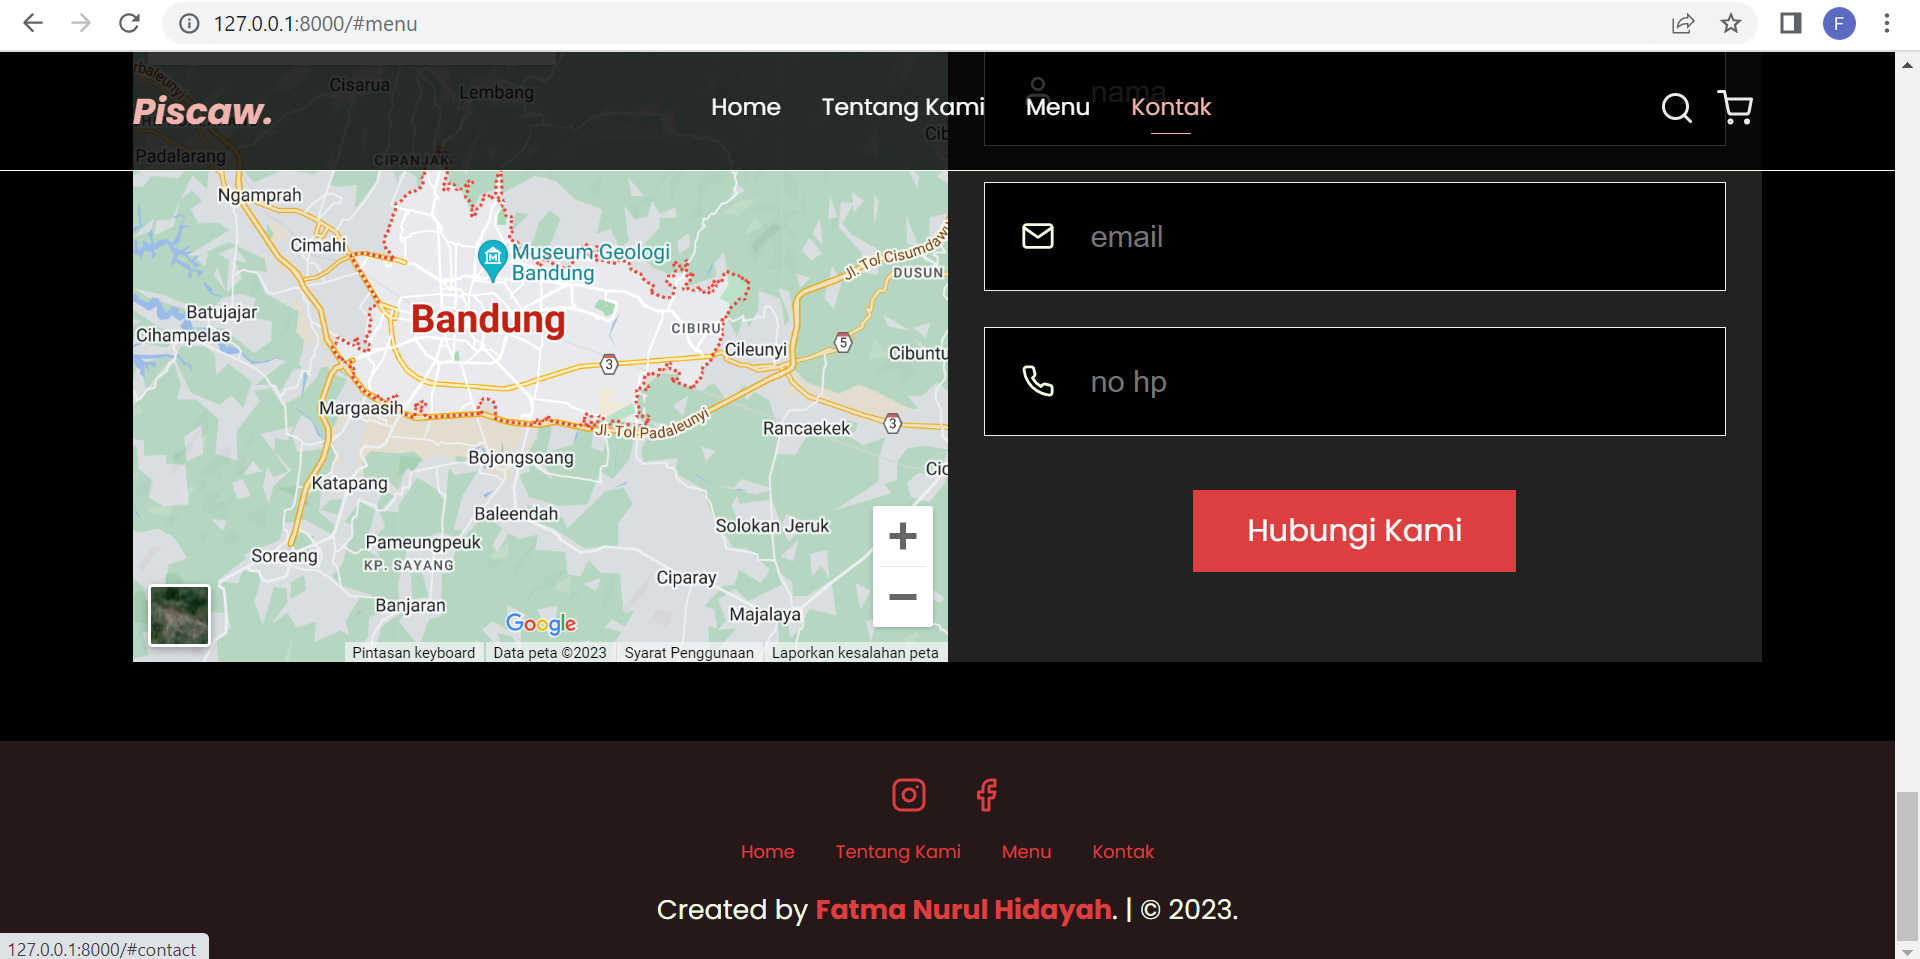 127.0.0.1:8000/#menu
F
Piscaw.
Home
Tentang Kami
Menu
Kontak
Cisarua
Lembang
Padalarang
CIPANJAK
Ngamprah
Cimahi
Museum Geologi
Bandung
Jl. Tol Cisumdaw
DUSUN
Batujajar
Cihampelas
Bandung
CIBIRU
Cileunyi
5
3
Cibuntu
Margaasih
Jl. Tol Padaleunyi
Rancaekek
3
Bojongsoang
Katapang
Baleendah
Solokan Jeruk
Soreang
Pameungpeuk
KP. SAYANG
Ciparay
Banjaran
Majalaya
Google
Pintasan keyboard
Data peta ©2023
Syarat Penggunaan
Laporkan kesalahan peta
nama
email
no hp
Hubungi Kami
Home
Tentang Kami
Menu
Kontak
Created by Fatma Nurul Hidayah. | © 2023.
127.0.0.1:8000/#contact